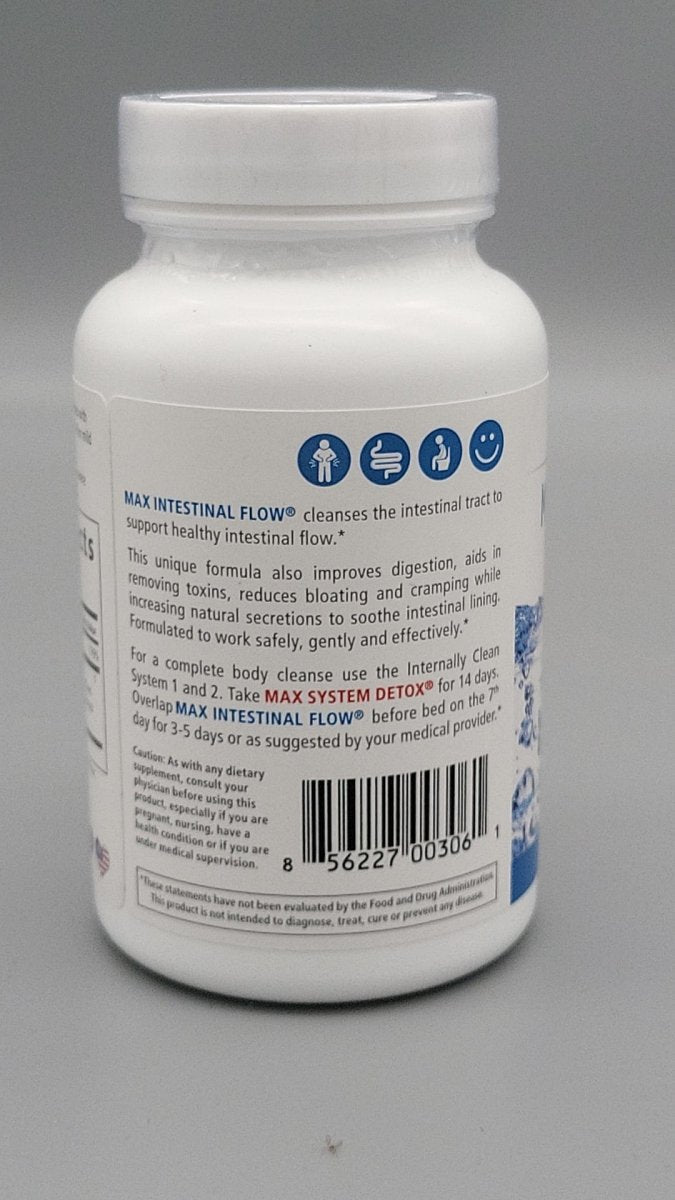 MAX INTESTINAL FLOW® cleanses the intestinal tract to
support healthy intestinal flow.*
This unique formula also improves digestion, aids in
removing toxins, reduces bloating and cramping while
increasing natural secretions to soothe intestinal lining.
Formulated to work safely, gently and effectively.*
For a complete body cleanse use the Internally Clean
System 1 and 2. Take MAX SYSTEM DETOX® for 14 days.
Overlap MAX INTESTINAL FLOW® before bed on the 7th
day for 3-5 days or as suggested by your medical provider.*
Caution: As with any dietary
supplement, consult your
physician before using this
product, especially if you are
pregnant, nursing, have a
health condition or if you are
under medical supervision.
8 56227 00306 1
*These statements have not been evaluated by the Food and Drug Administration.
This product is not intended to diagnose, treat, cure or prevent any disease.